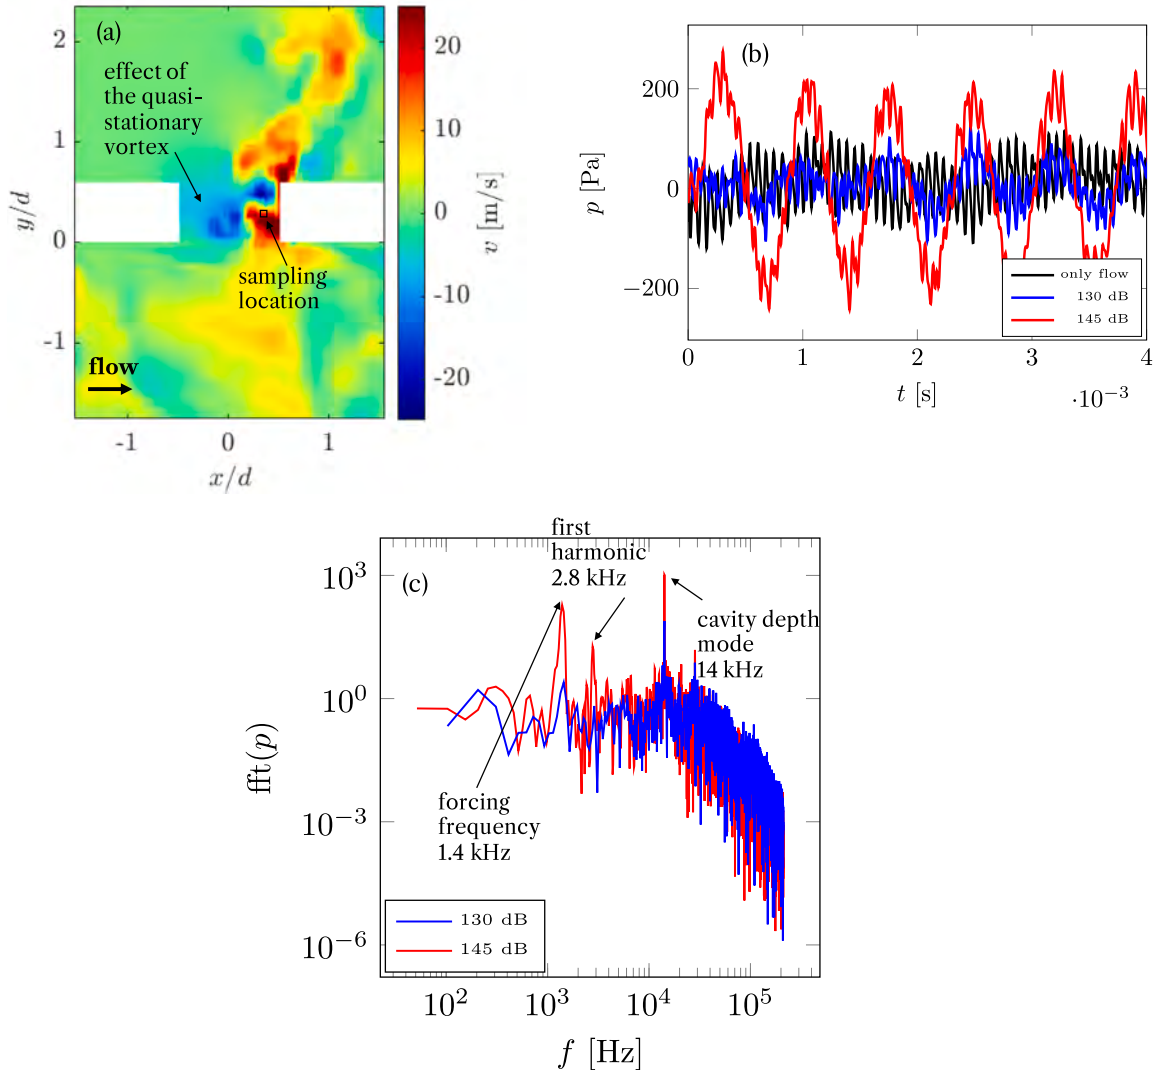 (a)
effect of
the quasi-
stationary
vortex
sampling
location
flow
2
1
0
-1
y/d
-1 0 1
x/d
20
10
0
-10
-20
v [m/s]
(b)
200
0
−200
p [Pa]
only flow
130 dB
145 dB
0 1 2 3 4
t [s]
·10⁻³
(c)
first
harmonic
2.8 kHz
cavity depth
mode
14 kHz
forcing
frequency
1.4 kHz
10³
10⁰
10⁻³
10⁻⁶
fft(p)
130 dB
145 dB
10² 10³ 10⁴ 10⁵
f [Hz]